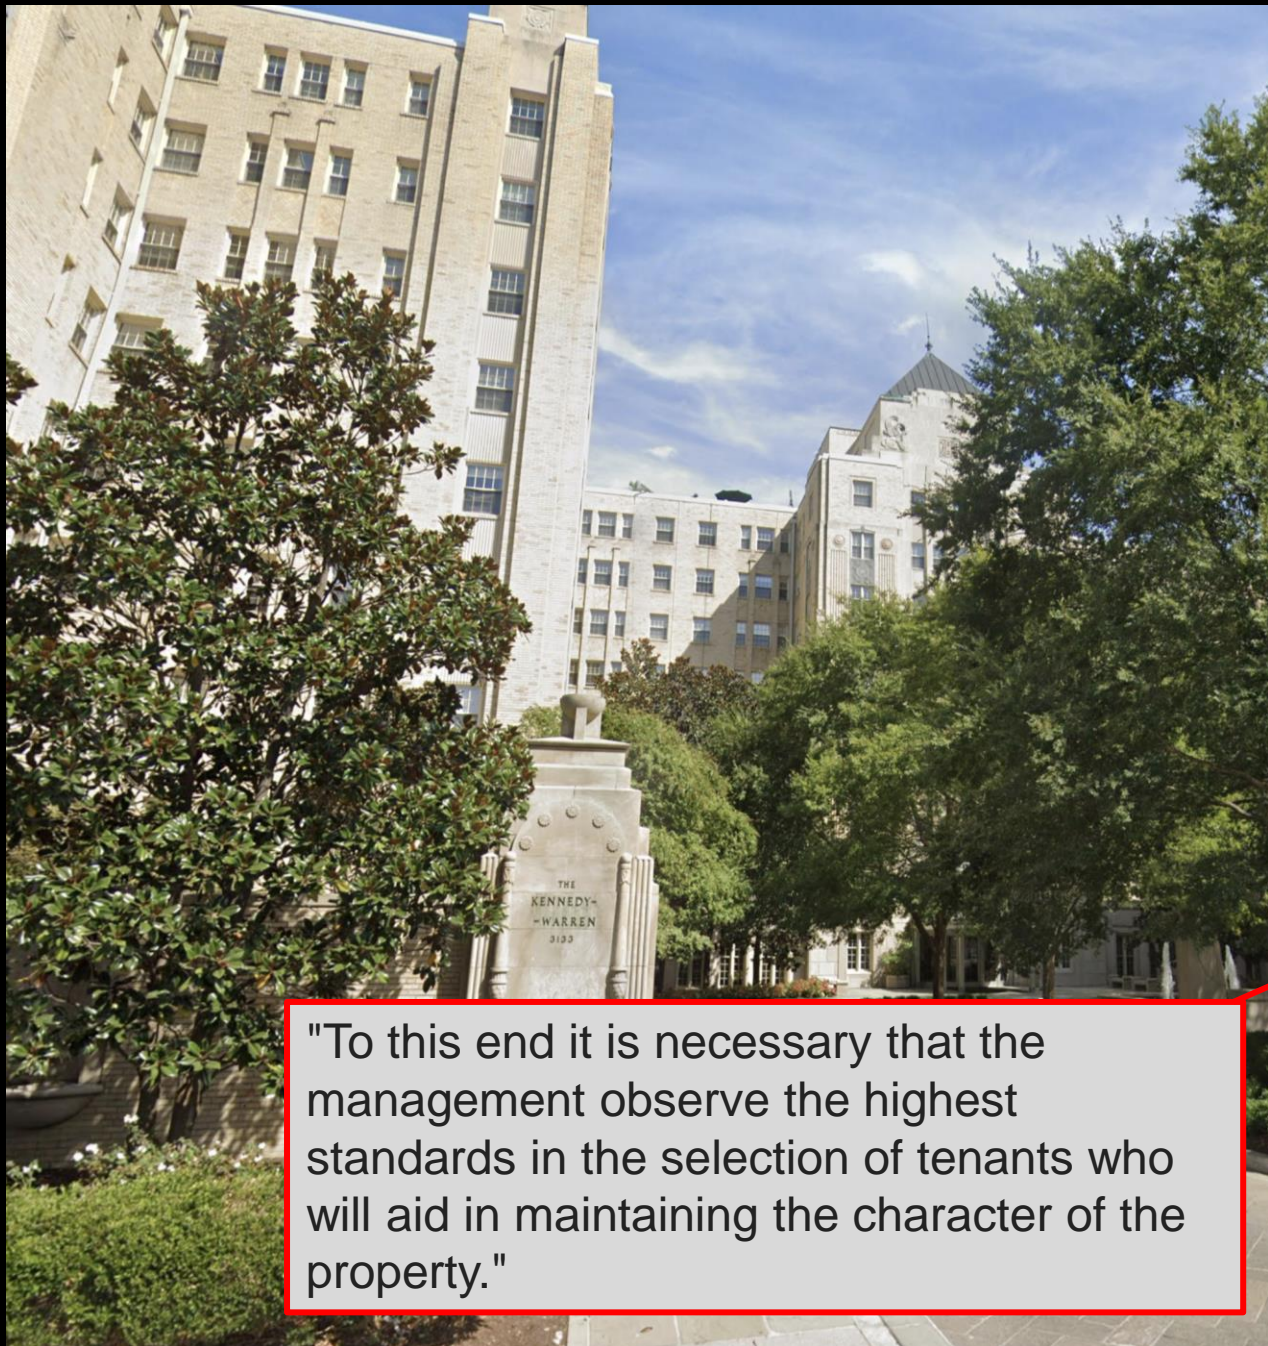 THE
KENNEDY-
-WARREN
3133
"To this end it is necessary that the
management observe the highest
standards in the selection of tenants who
will aid in maintaining the character of the
property."